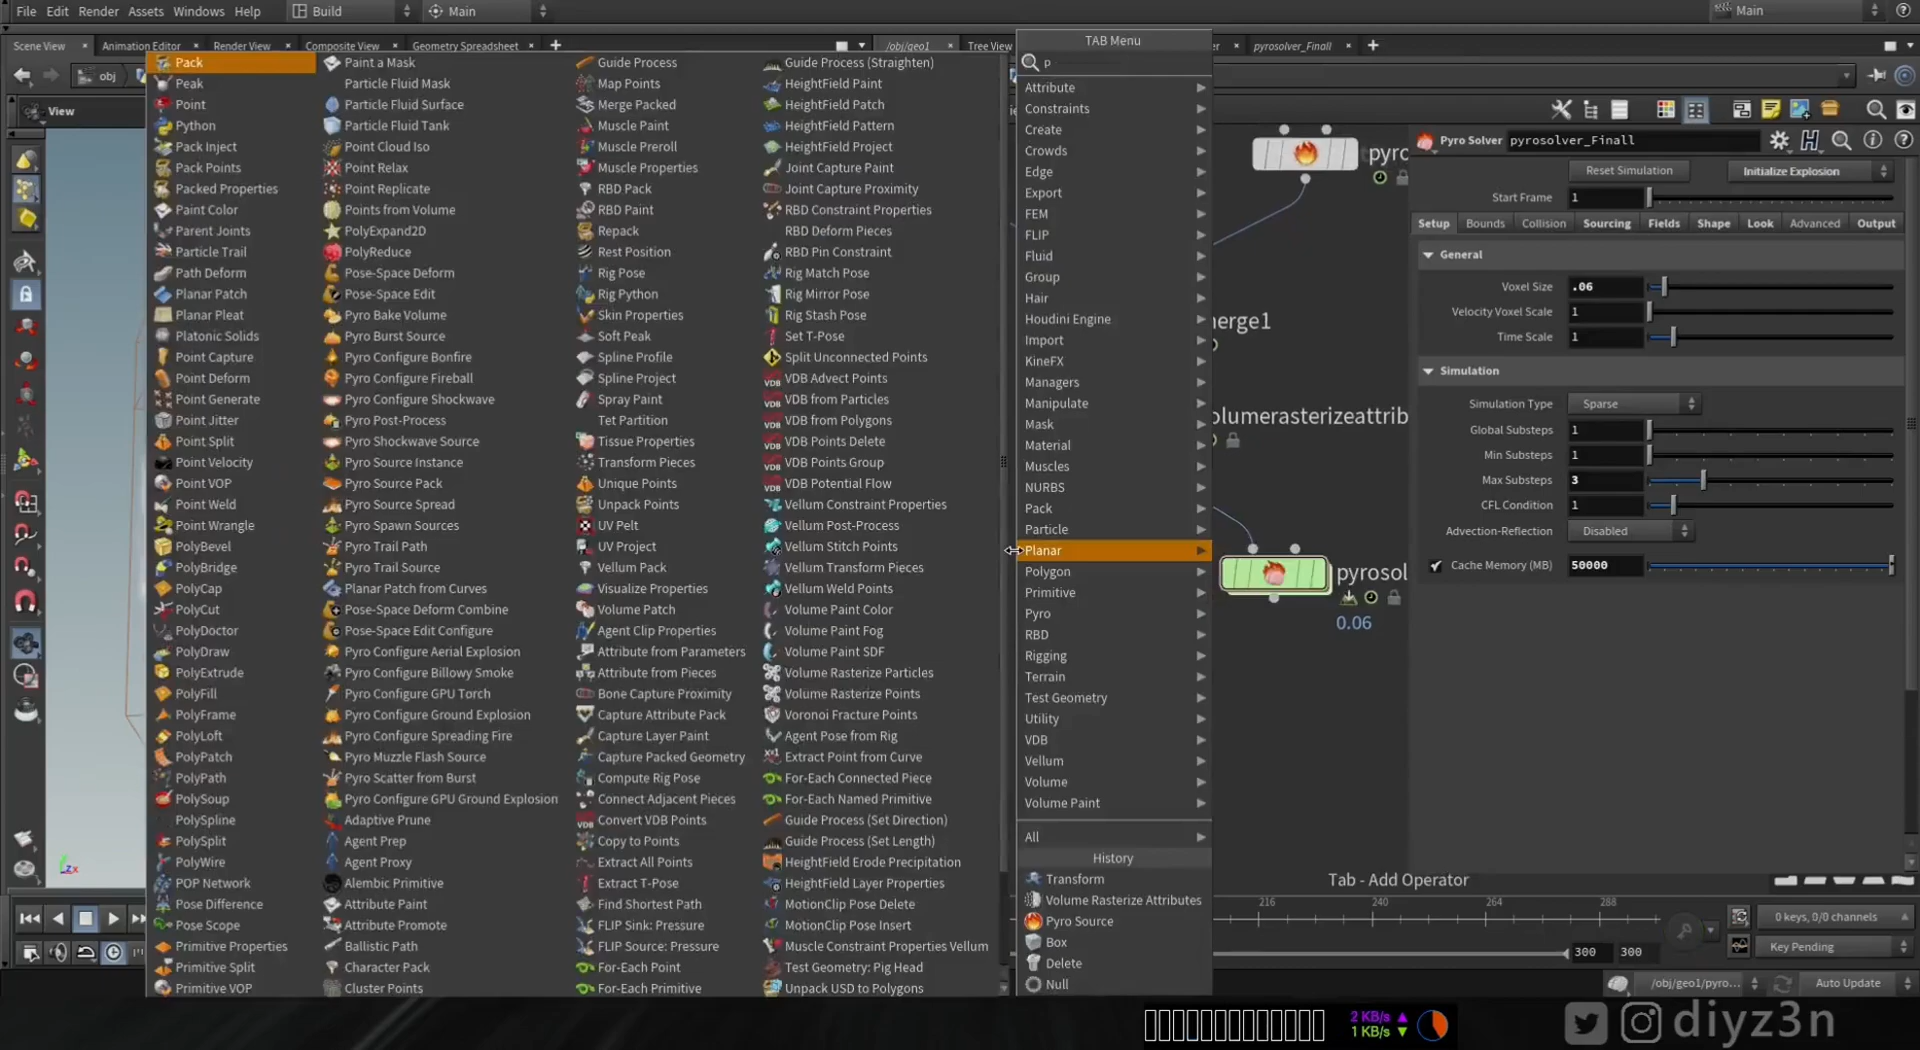 File Edit Render Assets Windows Help Build Main Main
Scene View Animation Editor Render View Composite View Geometry Spreadsheet /obj/geo1 Tree View pyrosolver_Finall
obj
View
Pack
Peak
Point
Python
Pack Inject
Pack Points
Packed Properties
Paint Color
Parent Joints
Particle Trail
Path Deform
Planar Patch
Planar Pleat
Platonic Solids
Point Capture
Point Deform
Point Generate
Point Jitter
Point Split
Point Velocity
Point VOP
Point Weld
Point Wrangle
PolyBevel
PolyBridge
PolyCap
PolyCut
PolyDoctor
PolyDraw
PolyExtrude
PolyFill
PolyFrame
PolyLoft
PolyPatch
PolyPath
PolySoup
PolySpline
PolySplit
PolyWire
POP Network
Pose Difference
Pose Scope
Primitive Properties
Primitive Split
Primitive VOP
Paint a Mask
Particle Fluid Mask
Particle Fluid Surface
Particle Fluid Tank
Point Cloud Iso
Point Relax
Point Replicate
Points from Volume
PolyExpand2D
PolyReduce
Pose-Space Deform
Pose-Space Edit
Pyro Bake Volume
Pyro Burst Source
Pyro Configure Bonfire
Pyro Configure Fireball
Pyro Configure Shockwave
Pyro Post-Process
Pyro Shockwave Source
Pyro Source Instance
Pyro Source Pack
Pyro Source Spread
Pyro Spawn Sources
Pyro Trail Path
Pyro Trail Source
Planar Patch from Curves
Pose-Space Deform Combine
Pose-Space Edit Configure
Pyro Configure Aerial Explosion
Pyro Configure Billowy Smoke
Pyro Configure GPU Torch
Pyro Configure Ground Explosion
Pyro Configure Spreading Fire
Pyro Muzzle Flash Source
Pyro Scatter from Burst
Pyro Configure GPU Ground Explosion
Adaptive Prune
Agent Prep
Agent Proxy
Alembic Primitive
Attribute Paint
Attribute Promote
Ballistic Path
Character Pack
Cluster Points
Guide Process
Map Points
Merge Packed
Muscle Paint
Muscle Preroll
Muscle Properties
RBD Pack
RBD Paint
Repack
Rest Position
Rig Pose
Rig Python
Skin Properties
Soft Peak
Spline Profile
Spline Project
Spray Paint
Tet Partition
Tissue Properties
Transform Pieces
Unique Points
Unpack Points
UV Pelt
UV Project
Vellum Pack
Visualize Properties
Volume Patch
Agent Clip Properties
Attribute from Parameters
Attribute from Pieces
Bone Capture Proximity
Capture Attribute Pack
Capture Layer Paint
Capture Packed Geometry
Compute Rig Pose
Connect Adjacent Pieces
Convert VDB Points
Copy to Points
Extract All Points
Extract T-Pose
Find Shortest Path
FLIP Sink: Pressure
FLIP Source: Pressure
For-Each Point
For-Each Primitive
Guide Process (Straighten)
HeightField Paint
HeightField Patch
HeightField Pattern
HeightField Project
Joint Capture Paint
Joint Capture Proximity
RBD Constraint Properties
RBD Deform Pieces
RBD Pin Constraint
Rig Match Pose
Rig Mirror Pose
Rig Stash Pose
Set T-Pose
Split Unconnected Points
VDB Advect Points
VDB from Particles
VDB from Polygons
VDB Points Delete
VDB Points Group
VDB Potential Flow
Vellum Constraint Properties
Vellum Post-Process
Vellum Stitch Points
Vellum Transform Pieces
Vellum Weld Points
Volume Paint Color
Volume Paint Fog
Volume Paint SDF
Volume Rasterize Particles
Volume Rasterize Points
Voronoi Fracture Points
Agent Pose from Rig
Extract Point from Curve
For-Each Connected Piece
For-Each Named Primitive
Guide Process (Set Direction)
Guide Process (Set Length)
HeightField Erode Precipitation
HeightField Layer Properties
MotionClip Pose Delete
MotionClip Pose Insert
Muscle Constraint Properties Vellum
Test Geometry: Pig Head
Unpack USD to Polygons
TAB Menu
p
Attribute
Constraints
Create
Crowds
Edge
Export
FEM
FLIP
Fluid
Group
Hair
Houdini Engine
Import
KineFX
Managers
Manipulate
Mask
Material
Muscles
NURBS
Pack
Particle
Planar
Polygon
Primitive
Pyro
RBD
Rigging
Terrain
Test Geometry
Utility
VDB
Vellum
Volume
Volume Paint
All
History
Transform
Volume Rasterize Attributes
Pyro Source
Box
Delete
Null
pyro
erge1
olumerasterizeattrib
pyrosol
0.06
Tab - Add Operator
Pyro Solver pyrosolver_Finall
Reset Simulation Initialize Explosion
Start Frame 1
Setup Bounds Collision Sourcing Fields Shape Look Advanced Output
General
Voxel Size .06
Velocity Voxel Scale 1
Time Scale 1
Simulation
Simulation Type Sparse
Global Substeps 1
Min Substeps 1
Max Substeps 3
CFL Condition 1
Advection-Reflection Disabled
Cache Memory (MB) 50000
216 240 264 288
300 300
0 keys, 0/0 channels
Key Pending
/obj/geo1/pyro... Auto Update
zx
2 KB/s
1 KB/s
diyz3n